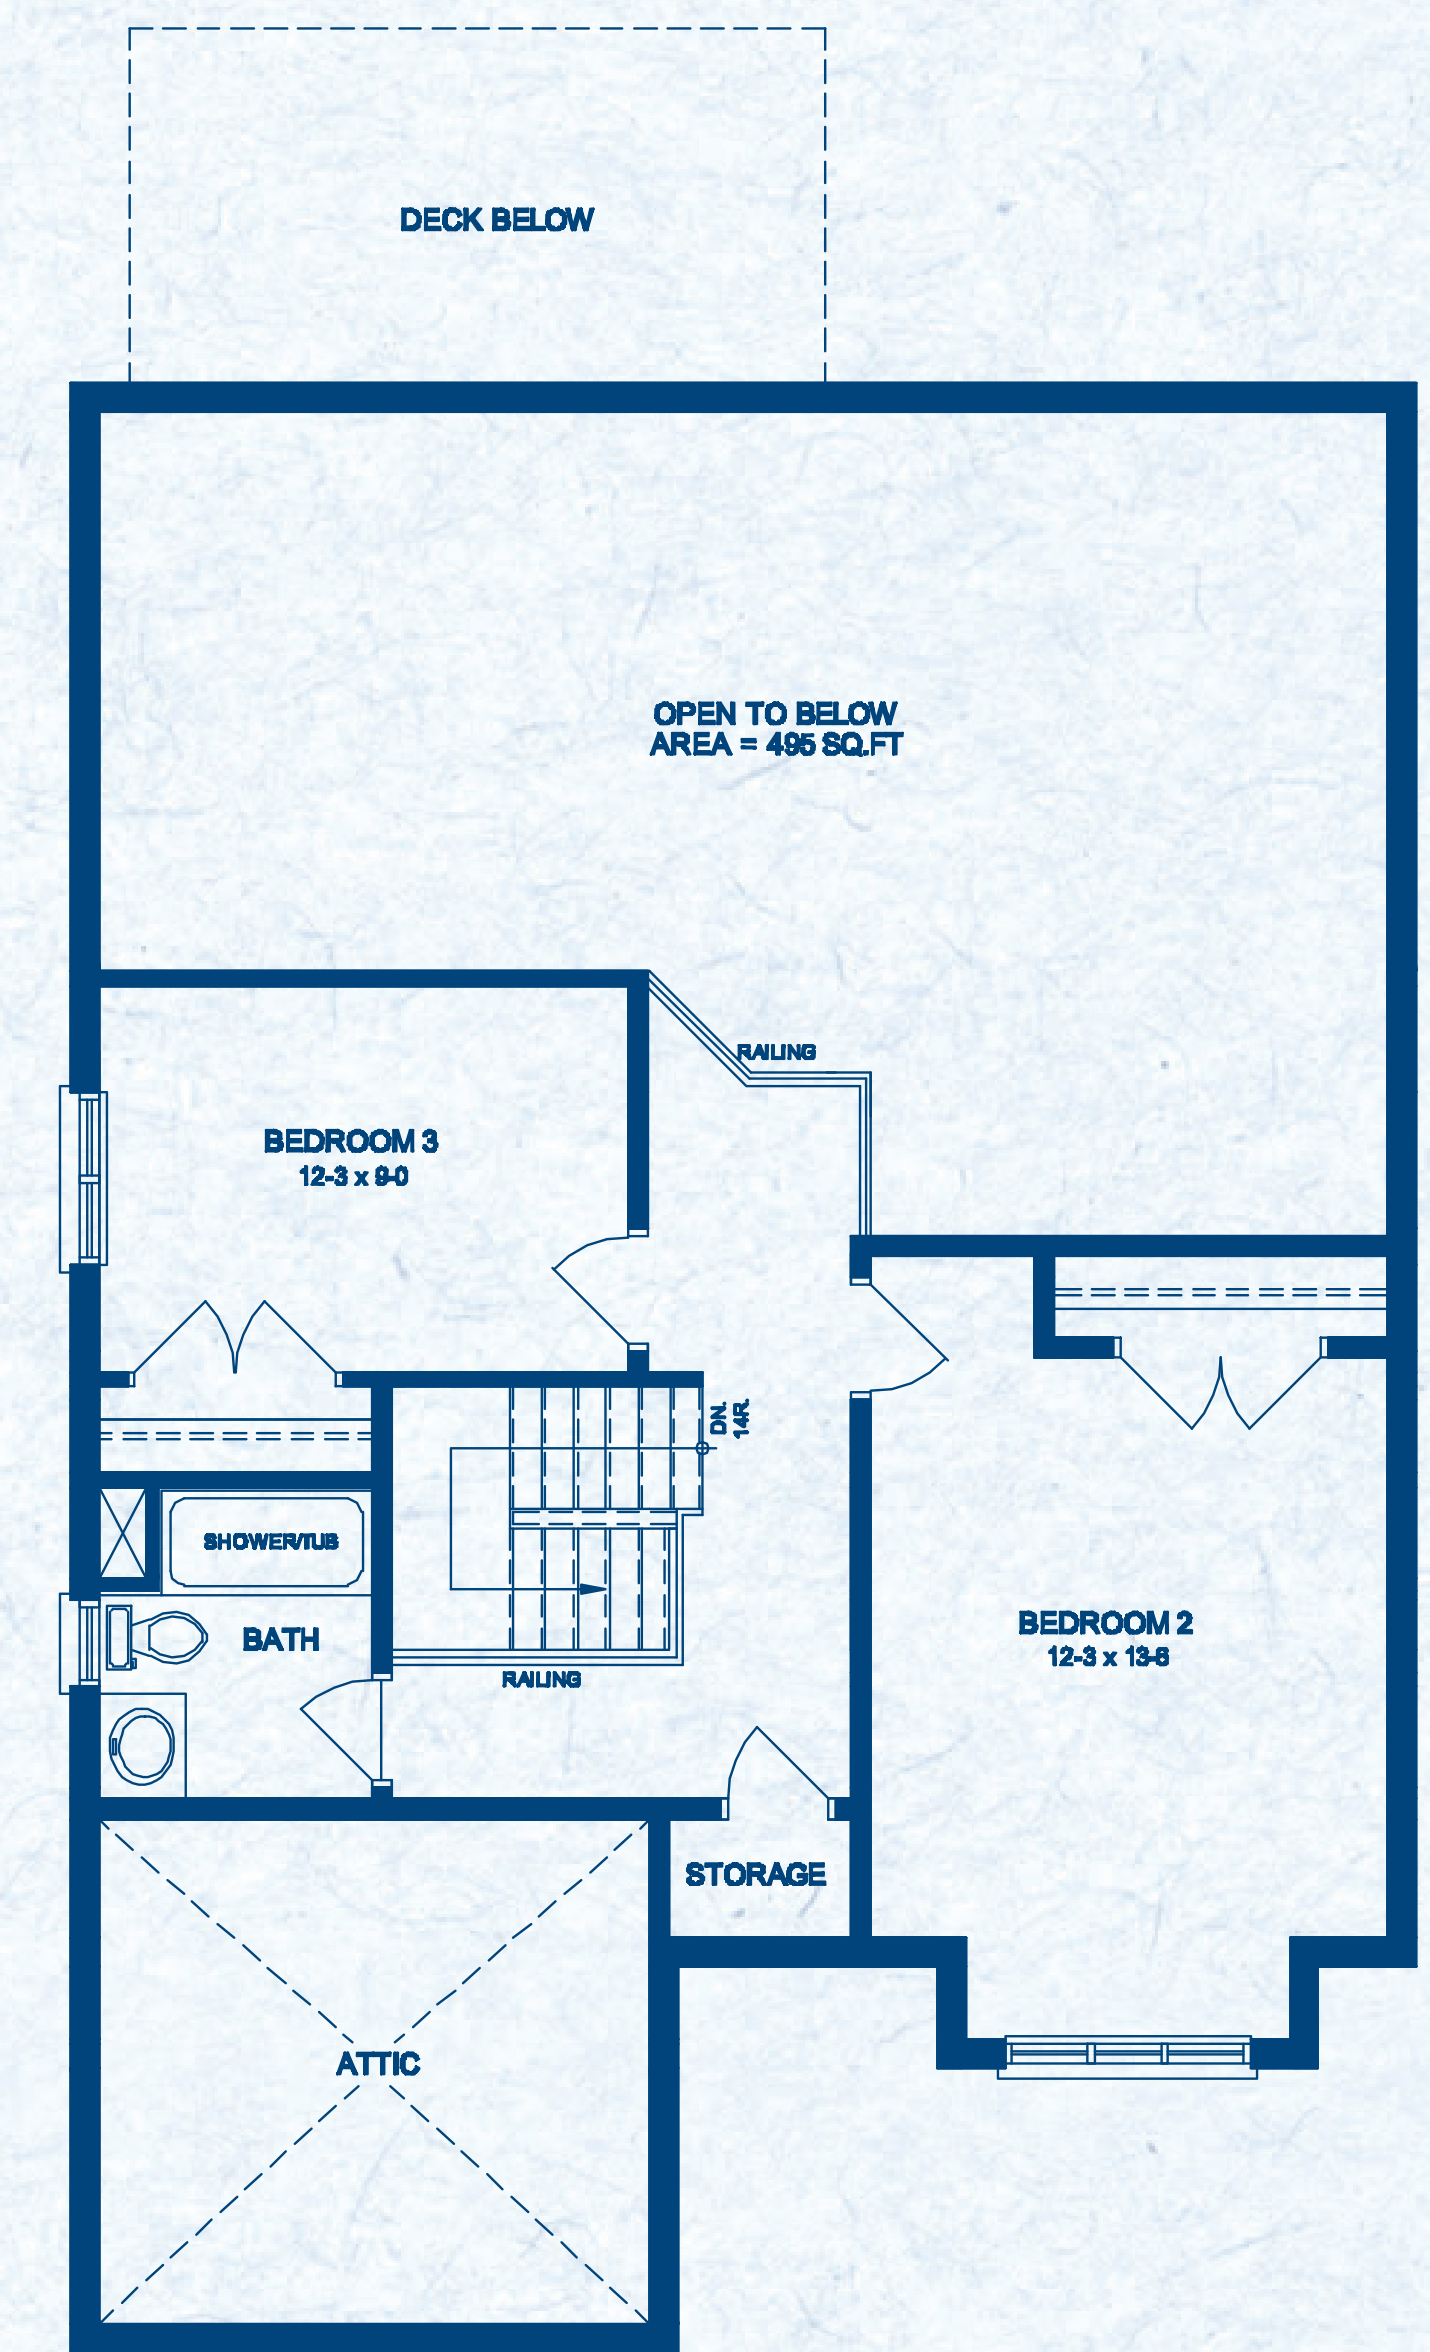 DECK BELOW
OPEN TO BELOW
AREA = 495 SQ.FT
RAILING
BEDROOM 3
12-3 x 9-0
DN.
14R.
SHOWER/TUB
BATH
RAILING
BEDROOM 2
12-3 x 13-6
STORAGE
ATTIC